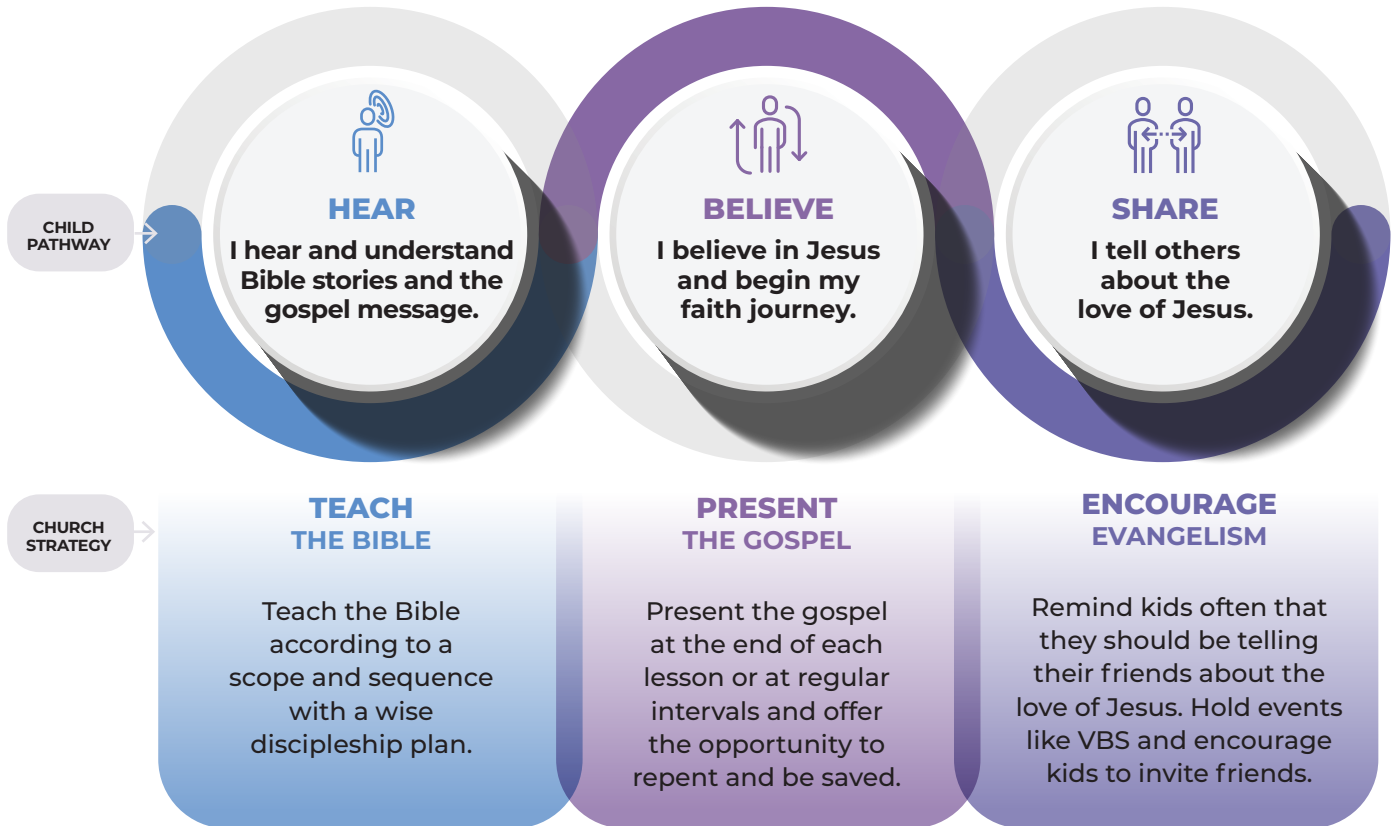 CHILD
PATHWAY
HEAR
I hear and understand
Bible stories and the
gospel message.
BELIEVE
I believe in Jesus
and begin my
faith journey.
SHARE
I tell others
about the
love of Jesus.
CHURCH
STRATEGY
TEACH
THE BIBLE
Teach the Bible
according to a
scope and sequence
with a wise
discipleship plan.
PRESENT
THE GOSPEL
Present the gospel
at the end of each
lesson or at regular
intervals and offer
the opportunity to
repent and be saved.
ENCOURAGE
EVANGELISM
Remind kids often that
they should be telling
their friends about the
love of Jesus. Hold events
like VBS and encourage
kids to invite friends.